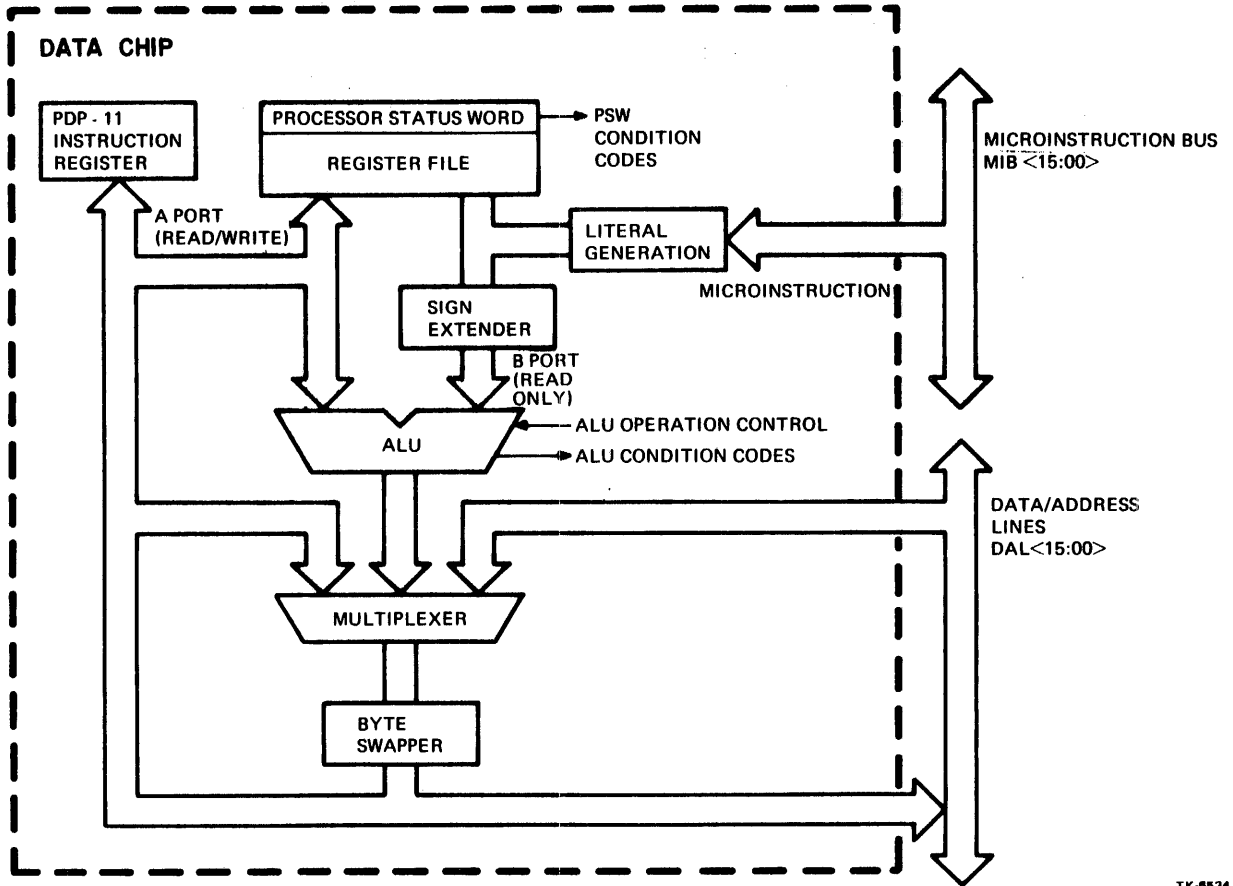 DATA CHIP
PDP - 11
INSTRUCTION
REGISTER
PROCESSOR STATUS WORD
REGISTER FILE
PSW
CONDITION
CODES
MICROINSTRUCTION BUS
MIB <15:00>
A PORT
(READ/WRITE)
LITERAL
GENERATION
MICROINSTRUCTION
SIGN
EXTENDER
B PORT
(READ
ONLY)
ALU
ALU OPERATION CONTROL
ALU CONDITION CODES
DATA/ADDRESS
LINES
DAL<15:00>
MULTIPLEXER
BYTE
SWAPPER
TK-6524